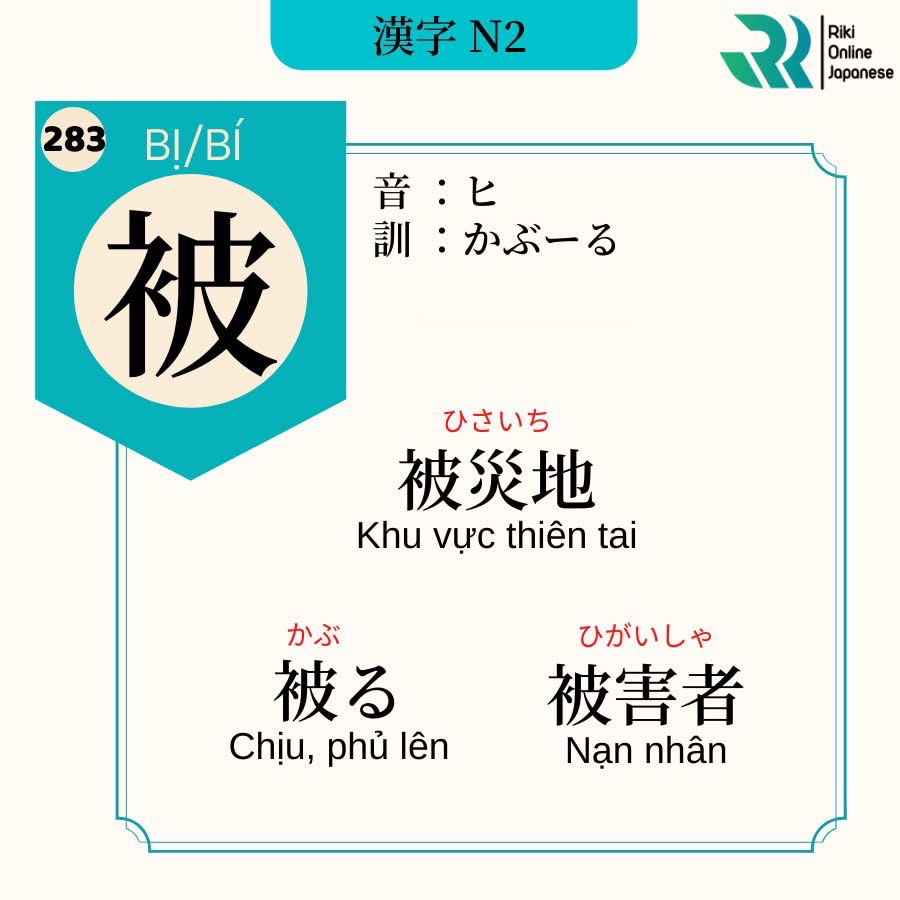 漢字 N2
Riki
Online
Japanese
283
BỊ/BÍ
被
音 ：ヒ
訓 ：かぶーる
ひさいち
被災地
Khu vực thiên tai
かぶ
被る
Chịu, phủ lên
ひがいしゃ
被害者
Nạn nhân